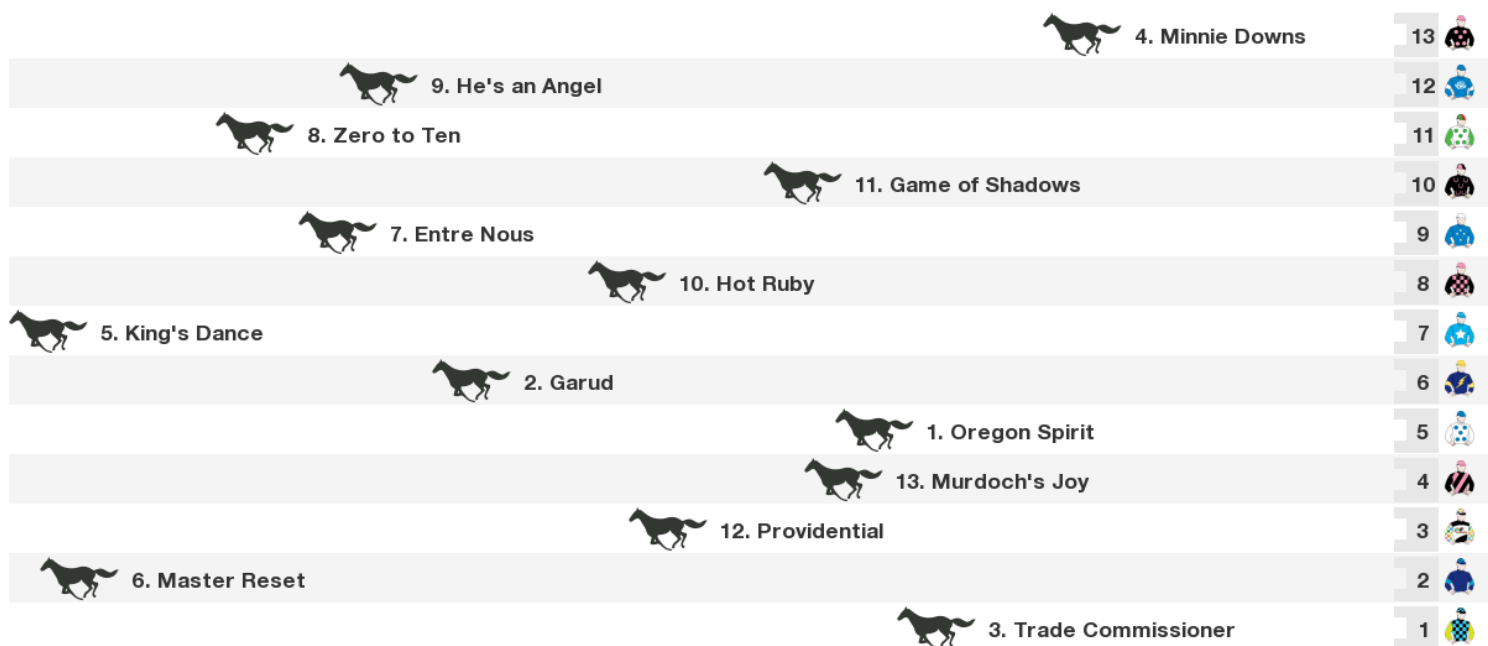 4. Minnie Downs 13
9. He's an Angel 12
8. Zero to Ten 11
11. Game of Shadows 10
7. Entre Nous 9
10. Hot Ruby 8
5. King's Dance 7
2. Garud 6
1. Oregon Spirit 5
13. Murdoch's Joy 4
12. Providential 3
6. Master Reset 2
3. Trade Commissioner 1